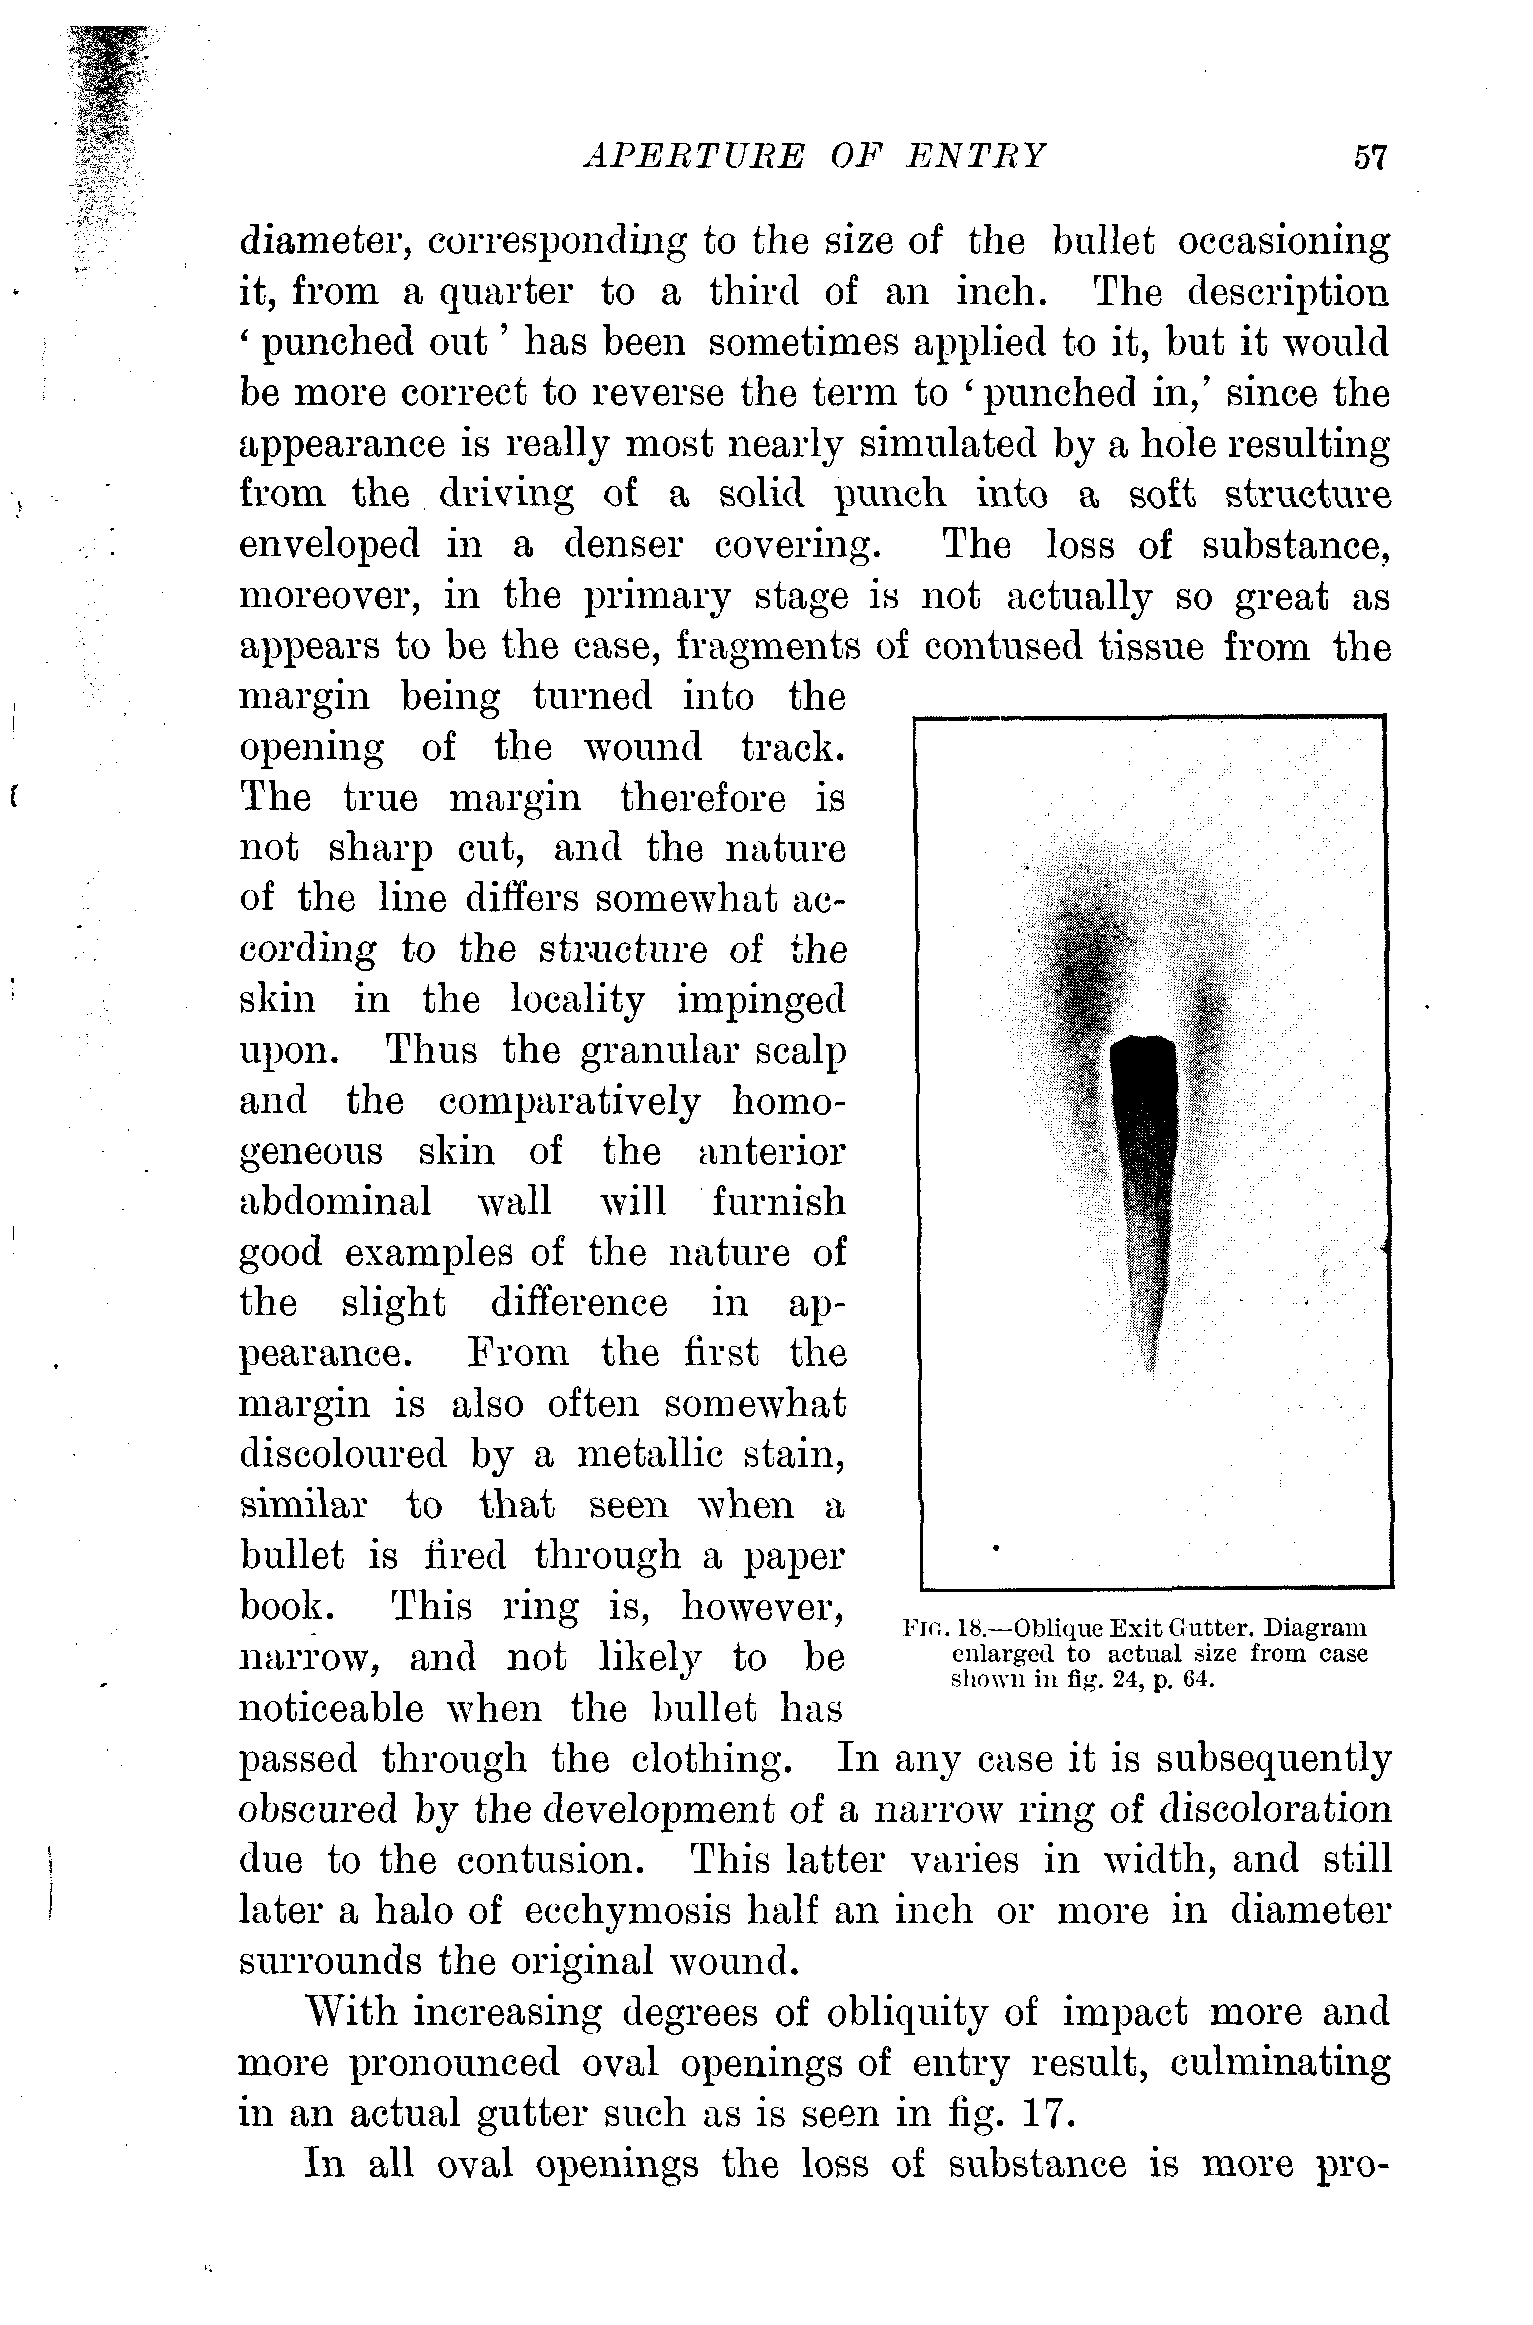 APERTURE OF ENTRY 57
diameter, corresponding to the size of the bullet occasioning
it, from a quarter to a third of an inch. The description
‘ punched out ’ has been sometimes applied to it, but it would
be more correct to reverse the term to ‘ punched in,’ since the
appearance is really most nearly simulated by a hole resulting
from the driving of a solid punch into a soft structure
enveloped in a denser covering. The loss of substance,
moreover, in the primary stage is not actually so great as
appears to be the case, fragments of contused tissue from the
margin being turned into the
opening of the wound track.
The true margin therefore is
not sharp cut, and the nature
of the line differs somewhat ac-
cording to the structure of the
skin in the locality impinged
upon. Thus the granular scalp
and the comparatively homo-
geneous skin of the anterior
abdominal wall will furnish
good examples of the nature of
the slight difference in ap-
pearance. From the first the
margin is also often somewhat
discoloured by a metallic stain,
similar to that seen when a
bullet is fired through a paper
book. This ring is, however,
narrow, and not likely to be
noticeable when the bullet has
FIG. 18.—Oblique Exit Gutter. Diagram
enlarged to actual size from case
shown in fig. 24, p. 64.
passed through the clothing. In any case it is subsequently
obscured by the development of a narrow ring of discoloration
due to the contusion. This latter varies in width, and still
later a halo of ecchymosis half an inch or more in diameter
surrounds the original wound.
With increasing degrees of obliquity of impact more and
more pronounced oval openings of entry result, culminating
in an actual gutter such as is seen in fig. 17.
In all oval openings the loss of substance is more pro-